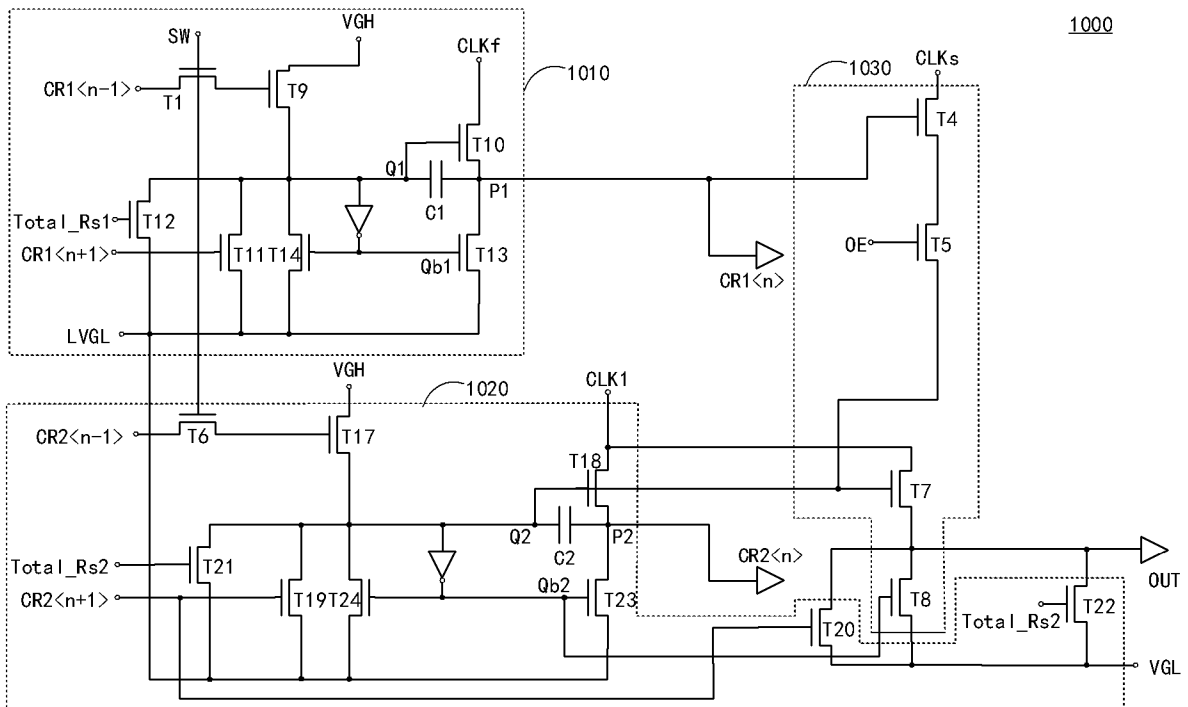 1000
SW
VGH
CLKf
1010
1030
CLKs
CR1<n-1>
T1
T9
T4
T10
Q1
P1
C1
Total_Rs1
T12
CR1<n+1>
T11
T14
Qb1
T13
OE
T5
CR1<n>
LVGL
VGH
1020
CLK1
CR2<n-1>
T6
T17
T18
T7
Q2
C2
P2
CR2<n>
OUT
Total_Rs2
T21
CR2<n+1>
T19
T24
Qb2
T23
T20
T8
Total_Rs2
T22
VGL